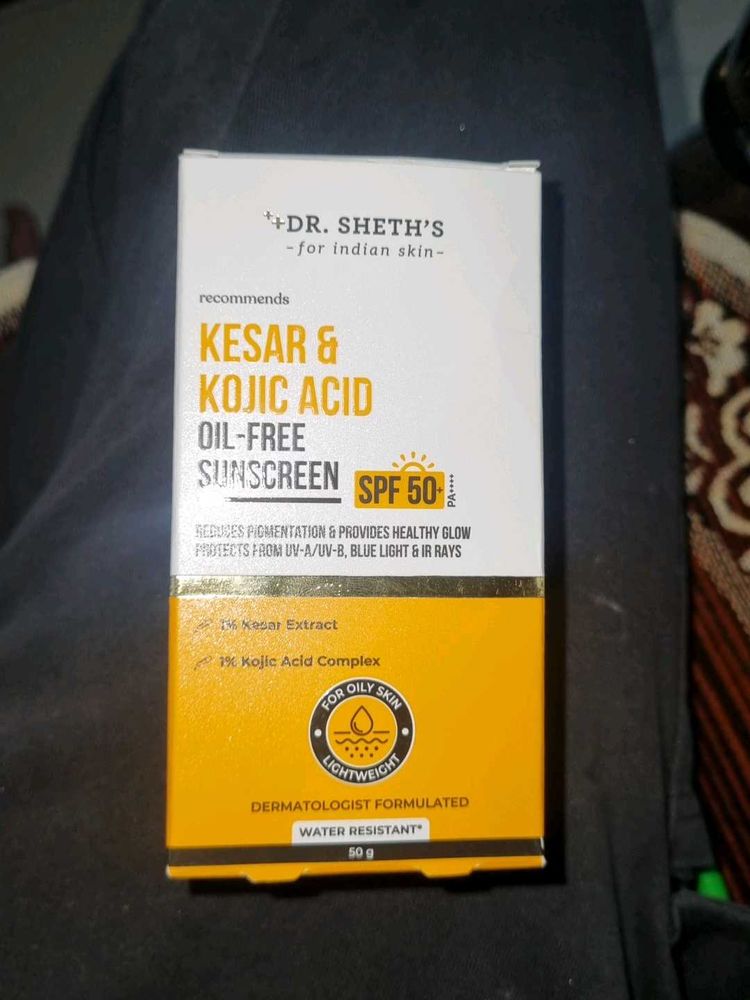 DR. SHETH'S
-for indian skin-
recommends
KESAR &
KOJIC ACID
OIL-FREE
SUNSCREEN
SPF 50+
PA++++
REDUCES PIGMENTATION & PROVIDES HEALTHY GLOW
PROTECTS FROM UV-A/UV-B, BLUE LIGHT & IR RAYS
1% Kesar Extract
1% Kojic Acid Complex
FOR OILY SKIN
LIGHTWEIGHT
DERMATOLOGIST FORMULATED
WATER RESISTANT*
50 g